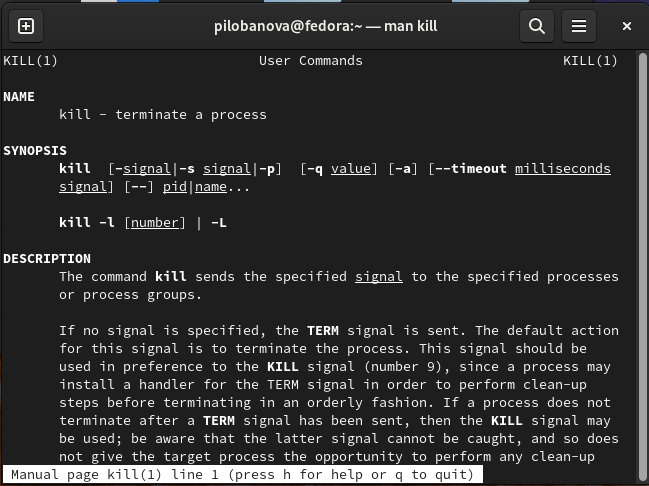 pilobanova@fedora:~ — man kill
KILL(1) User Commands KILL(1)
NAME
kill - terminate a process
SYNOPSIS
kill [-signal|-s signal|-p] [-q value] [-a] [--timeout milliseconds
signal] [--] pid|name...
kill -l [number] | -L
DESCRIPTION
The command kill sends the specified signal to the specified processes
or process groups.
If no signal is specified, the TERM signal is sent. The default action
for this signal is to terminate the process. This signal should be
used in preference to the KILL signal (number 9), since a process may
install a handler for the TERM signal in order to perform clean-up
steps before terminating in an orderly fashion. If a process does not
terminate after a TERM signal has been sent, then the KILL signal may
be used; be aware that the latter signal cannot be caught, and so does
not give the target process the opportunity to perform any clean-up
Manual page kill(1) line 1 (press h for help or q to quit)